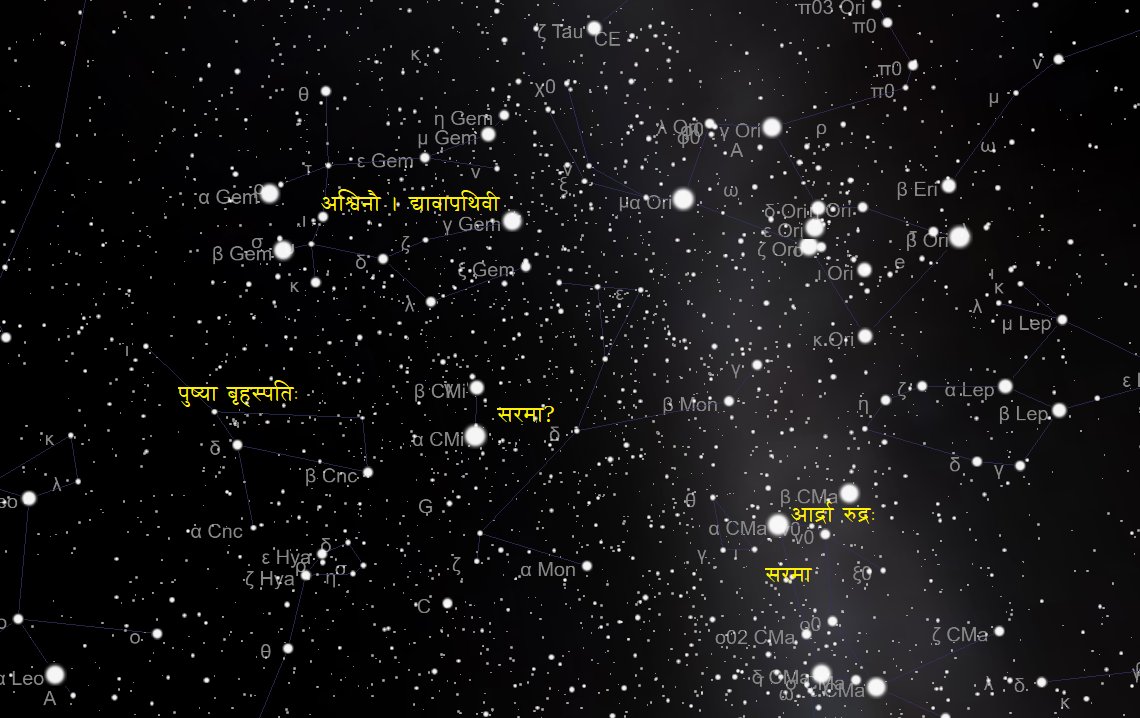 π03 Ori
ζ Tau
CE
π0
κ
ν
π0
χ0
π0
θ
μ
η Gem
λ Ori
γ Ori
ρ
μ Gem
φ0
A
ω
τ
ε Gem
ν
ν
ξ
β Eri
α Gem
अश्विनौ । द्यावापृथिवी
ω
μ
α Ori
δ Ori
Ori
ι
γ Gem
ε Ori
σ
ζ
β Ori
β Gem
ζ Ori
δ
ξ Gem
ι Ori
e
ι
κ
κ
λ
ε
λ
μ Lep
κ Ori
ι
γ
ε
पुष्या बृहस्पतिः
β CMi
ζ
α Lep
β Mon
η
सरमा?
β Lep
κ
α CMi
δ
δ
δ
γ
β Cnc
λ
θ
β CMa
G
आर्द्रा रुद्रः
α Cnc
α CMa
ν0
δ
ε Hya
γ
ι
ζ
α Mon
सरमा
ξ0
ζ Hya
η
σ
C
ο
ο02 CMa
ο0
ζ CMa
θ
α Leo
δ CMa
λ
δ
A
ω
CMa
κ